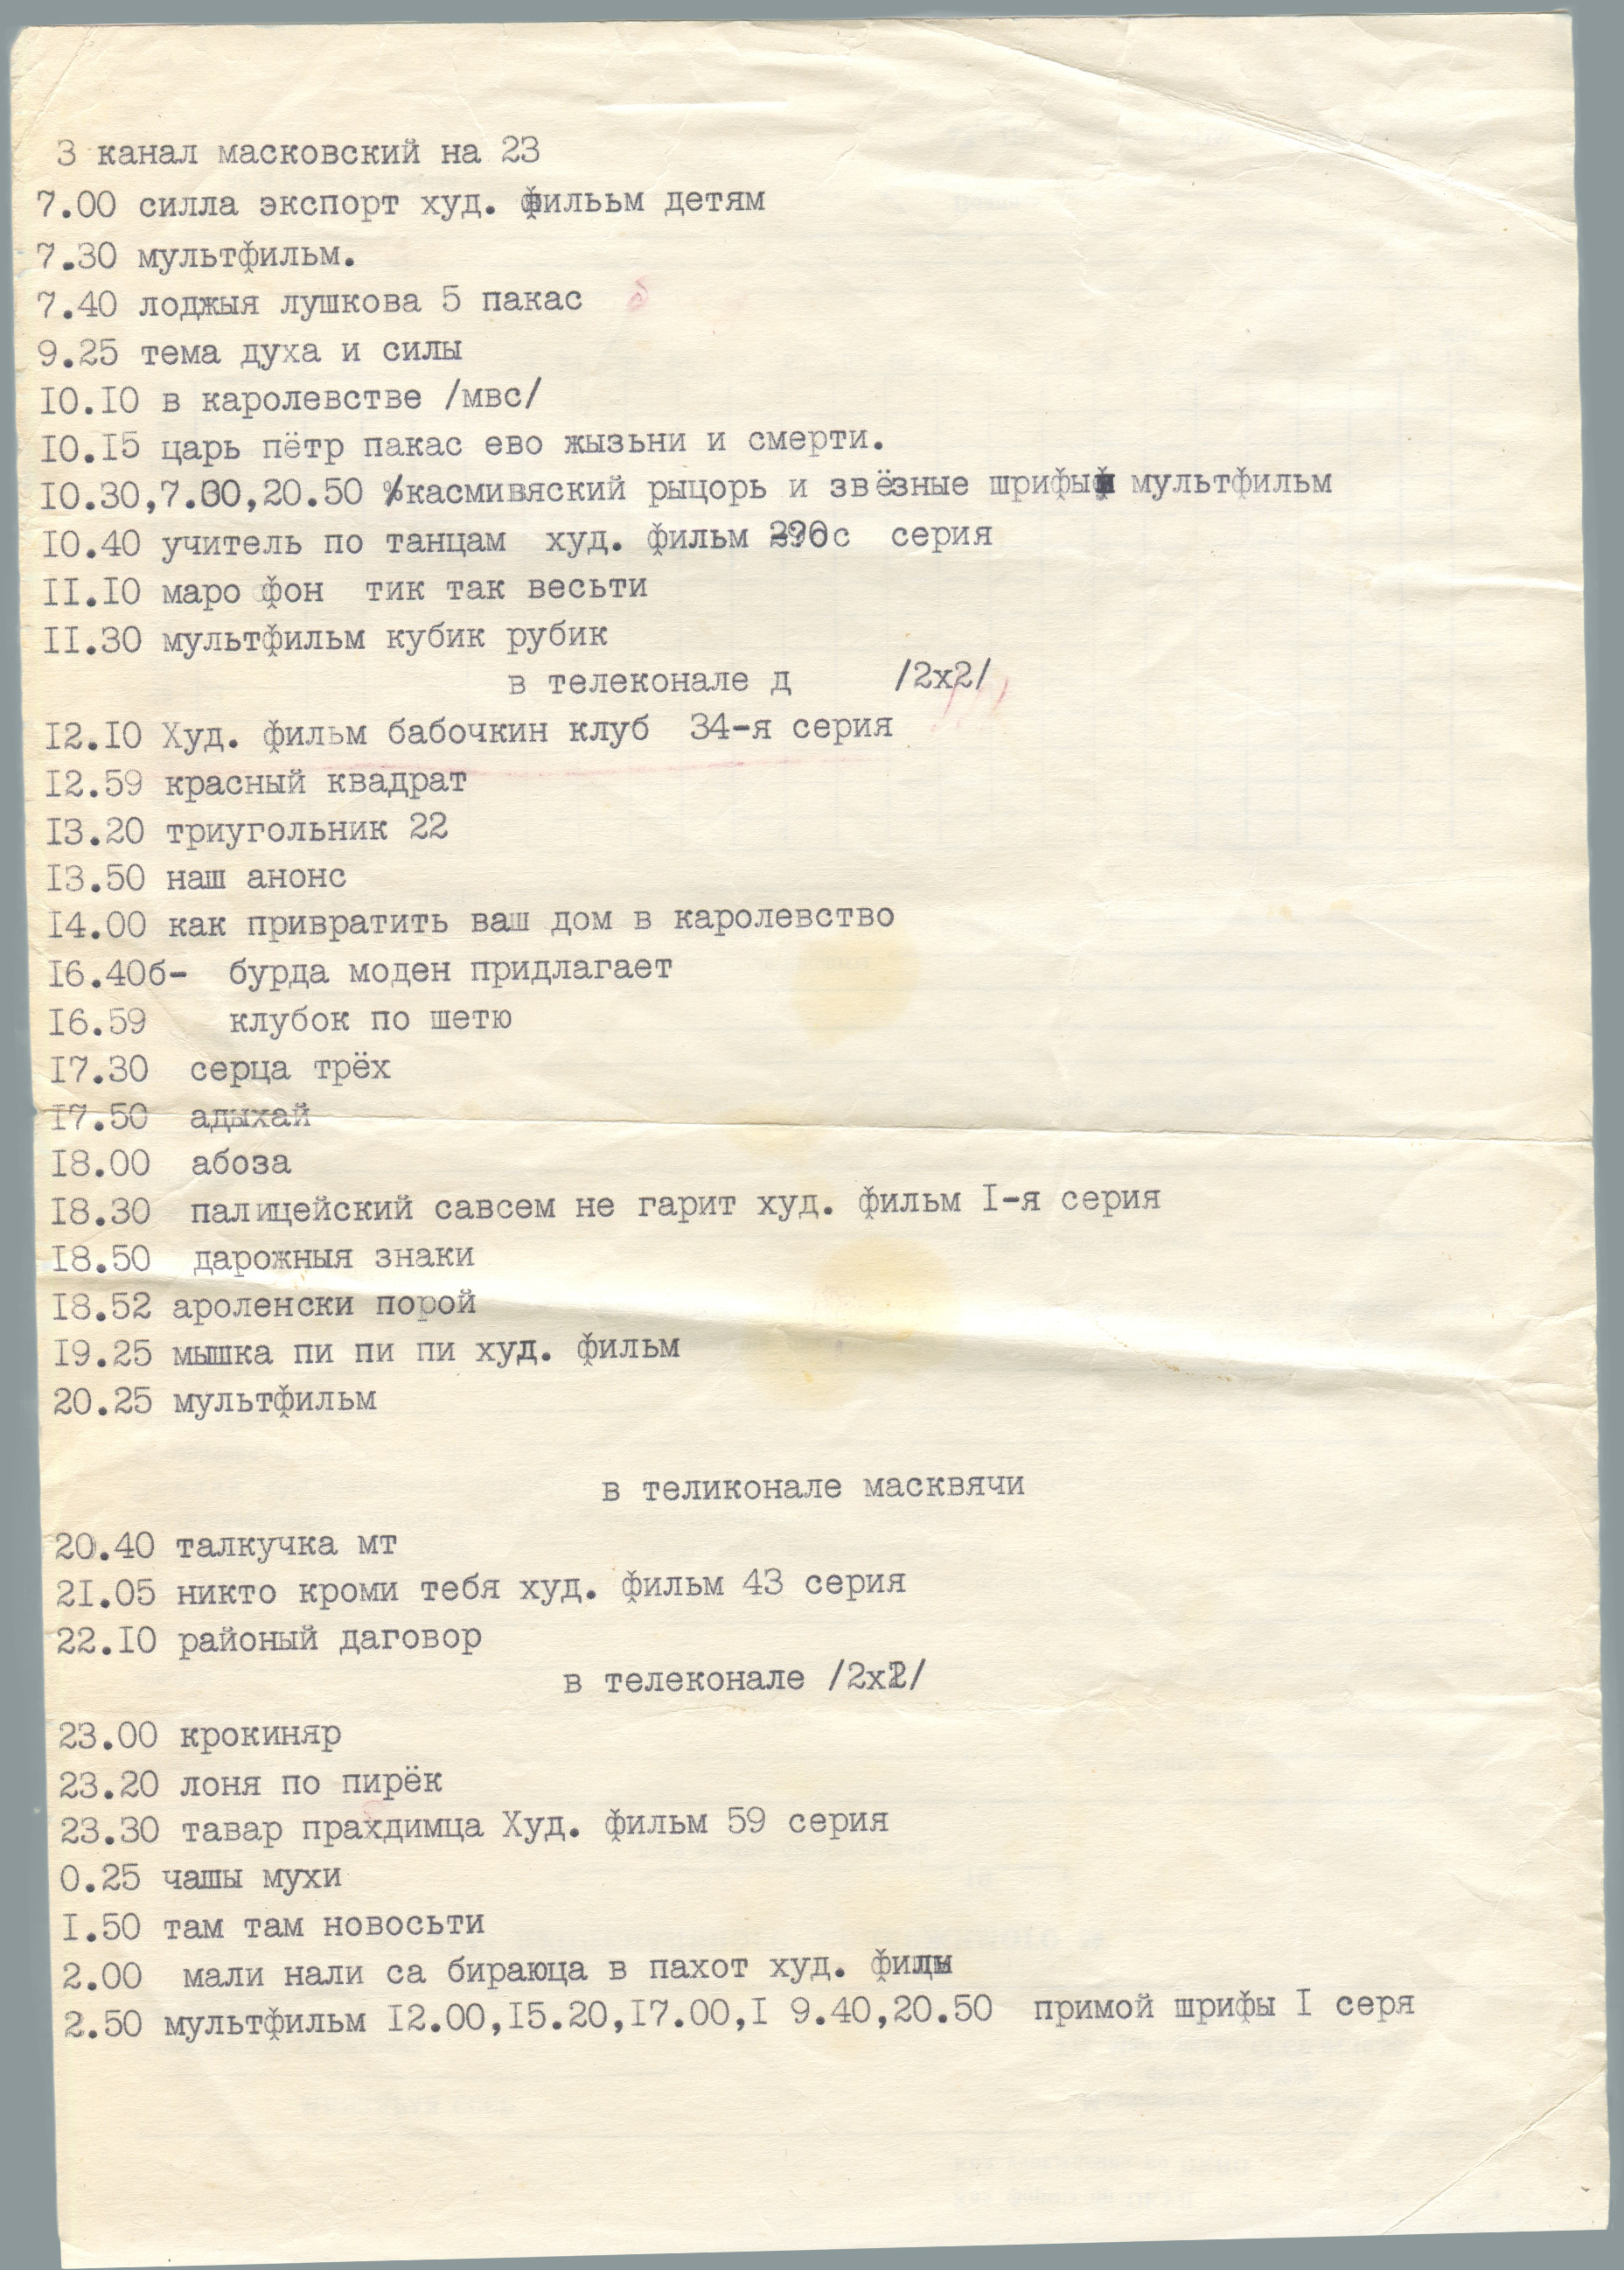 3 канал масковский на 23
7.00 силла экспорт худ. филььм детям
7.30 мультфильм.
7.40 лоджыя лушкова 5 пакас
9.25 тема духа и силы
I0.I0 в каролевстве /мвс/
I0.I5 царь пётр пакас ево жызьни и смерти.
I0.30,7.30,20.50 касмивяский рыцорь и звёзные шрифы мультфильм
I0.40 учитель по танцам худ. фильм серия
II.I0 маро фон тик так весьти
II.30 мультфильм кубик рубик
в телеконале д /2х2/
I2.I0 Худ. фильм бабочкин клуб 34-я серия
I2.59 красный квадрат
I3.20 триугольник 22
I3.50 наш анонс
I4.00 как привратить ваш дом в каролевство
I6.40б- бурда моден придлагает
I6.59 клубок по шетю
I7.30 серца трёх
I7.50 адыхай
I8.00 абоза
I8.30 палицейский савсем не гарит худ. фильм I-я серия
I8.50 дарожныя знаки
I8.52 ароленски порой
I9.25 мышка пи пи пи худ. фильм
20.25 мультфильм
в теликонале масквячи
20.40 талкучка мт
2I.05 никто кроми тебя худ. фильм 43 серия
22.I0 районый даговор
в телеконале /2х2/
23.00 крокиняр
23.20 лоня по пирёк
23.30 тавар прахдимца Худ. фильм 59 серия
0.25 чашы мухи
I.50 там там новосьти
2.00 мали нали са бираюца в пахот худ.
2.50 мультфильм I2.00,I5.20,I7.00,I 9.40,20.50 примой шрифы I серя